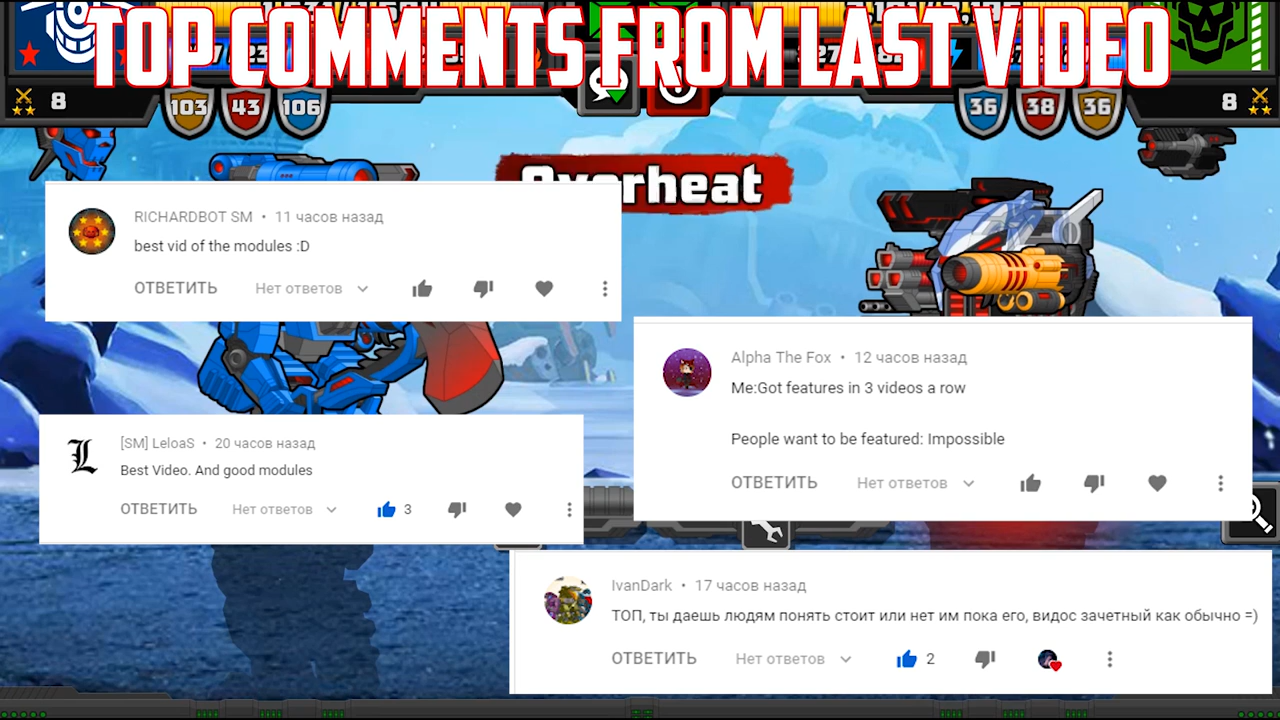 TOP COMMENTS FROM LAST VIDEO
8
103 43 106
36 38 36
8
Overheat
RICHARDBOT SM • 11 часов назад
best vid of the modules :D
ОТВЕТИТЬ Нет ответов
Alpha The Fox • 12 часов назад
Me:Got features in 3 videos a row
People want to be featured: Impossible
ОТВЕТИТЬ Нет ответов
L
[SM] LeloaS • 20 часов назад
Best Video. And good modules
ОТВЕТИТЬ Нет ответов 3
IvanDark • 17 часов назад
ТОП, ты даешь людям понять стоит или нет им пока его, видос зачетный как обычно =)
ОТВЕТИТЬ Нет ответов 2